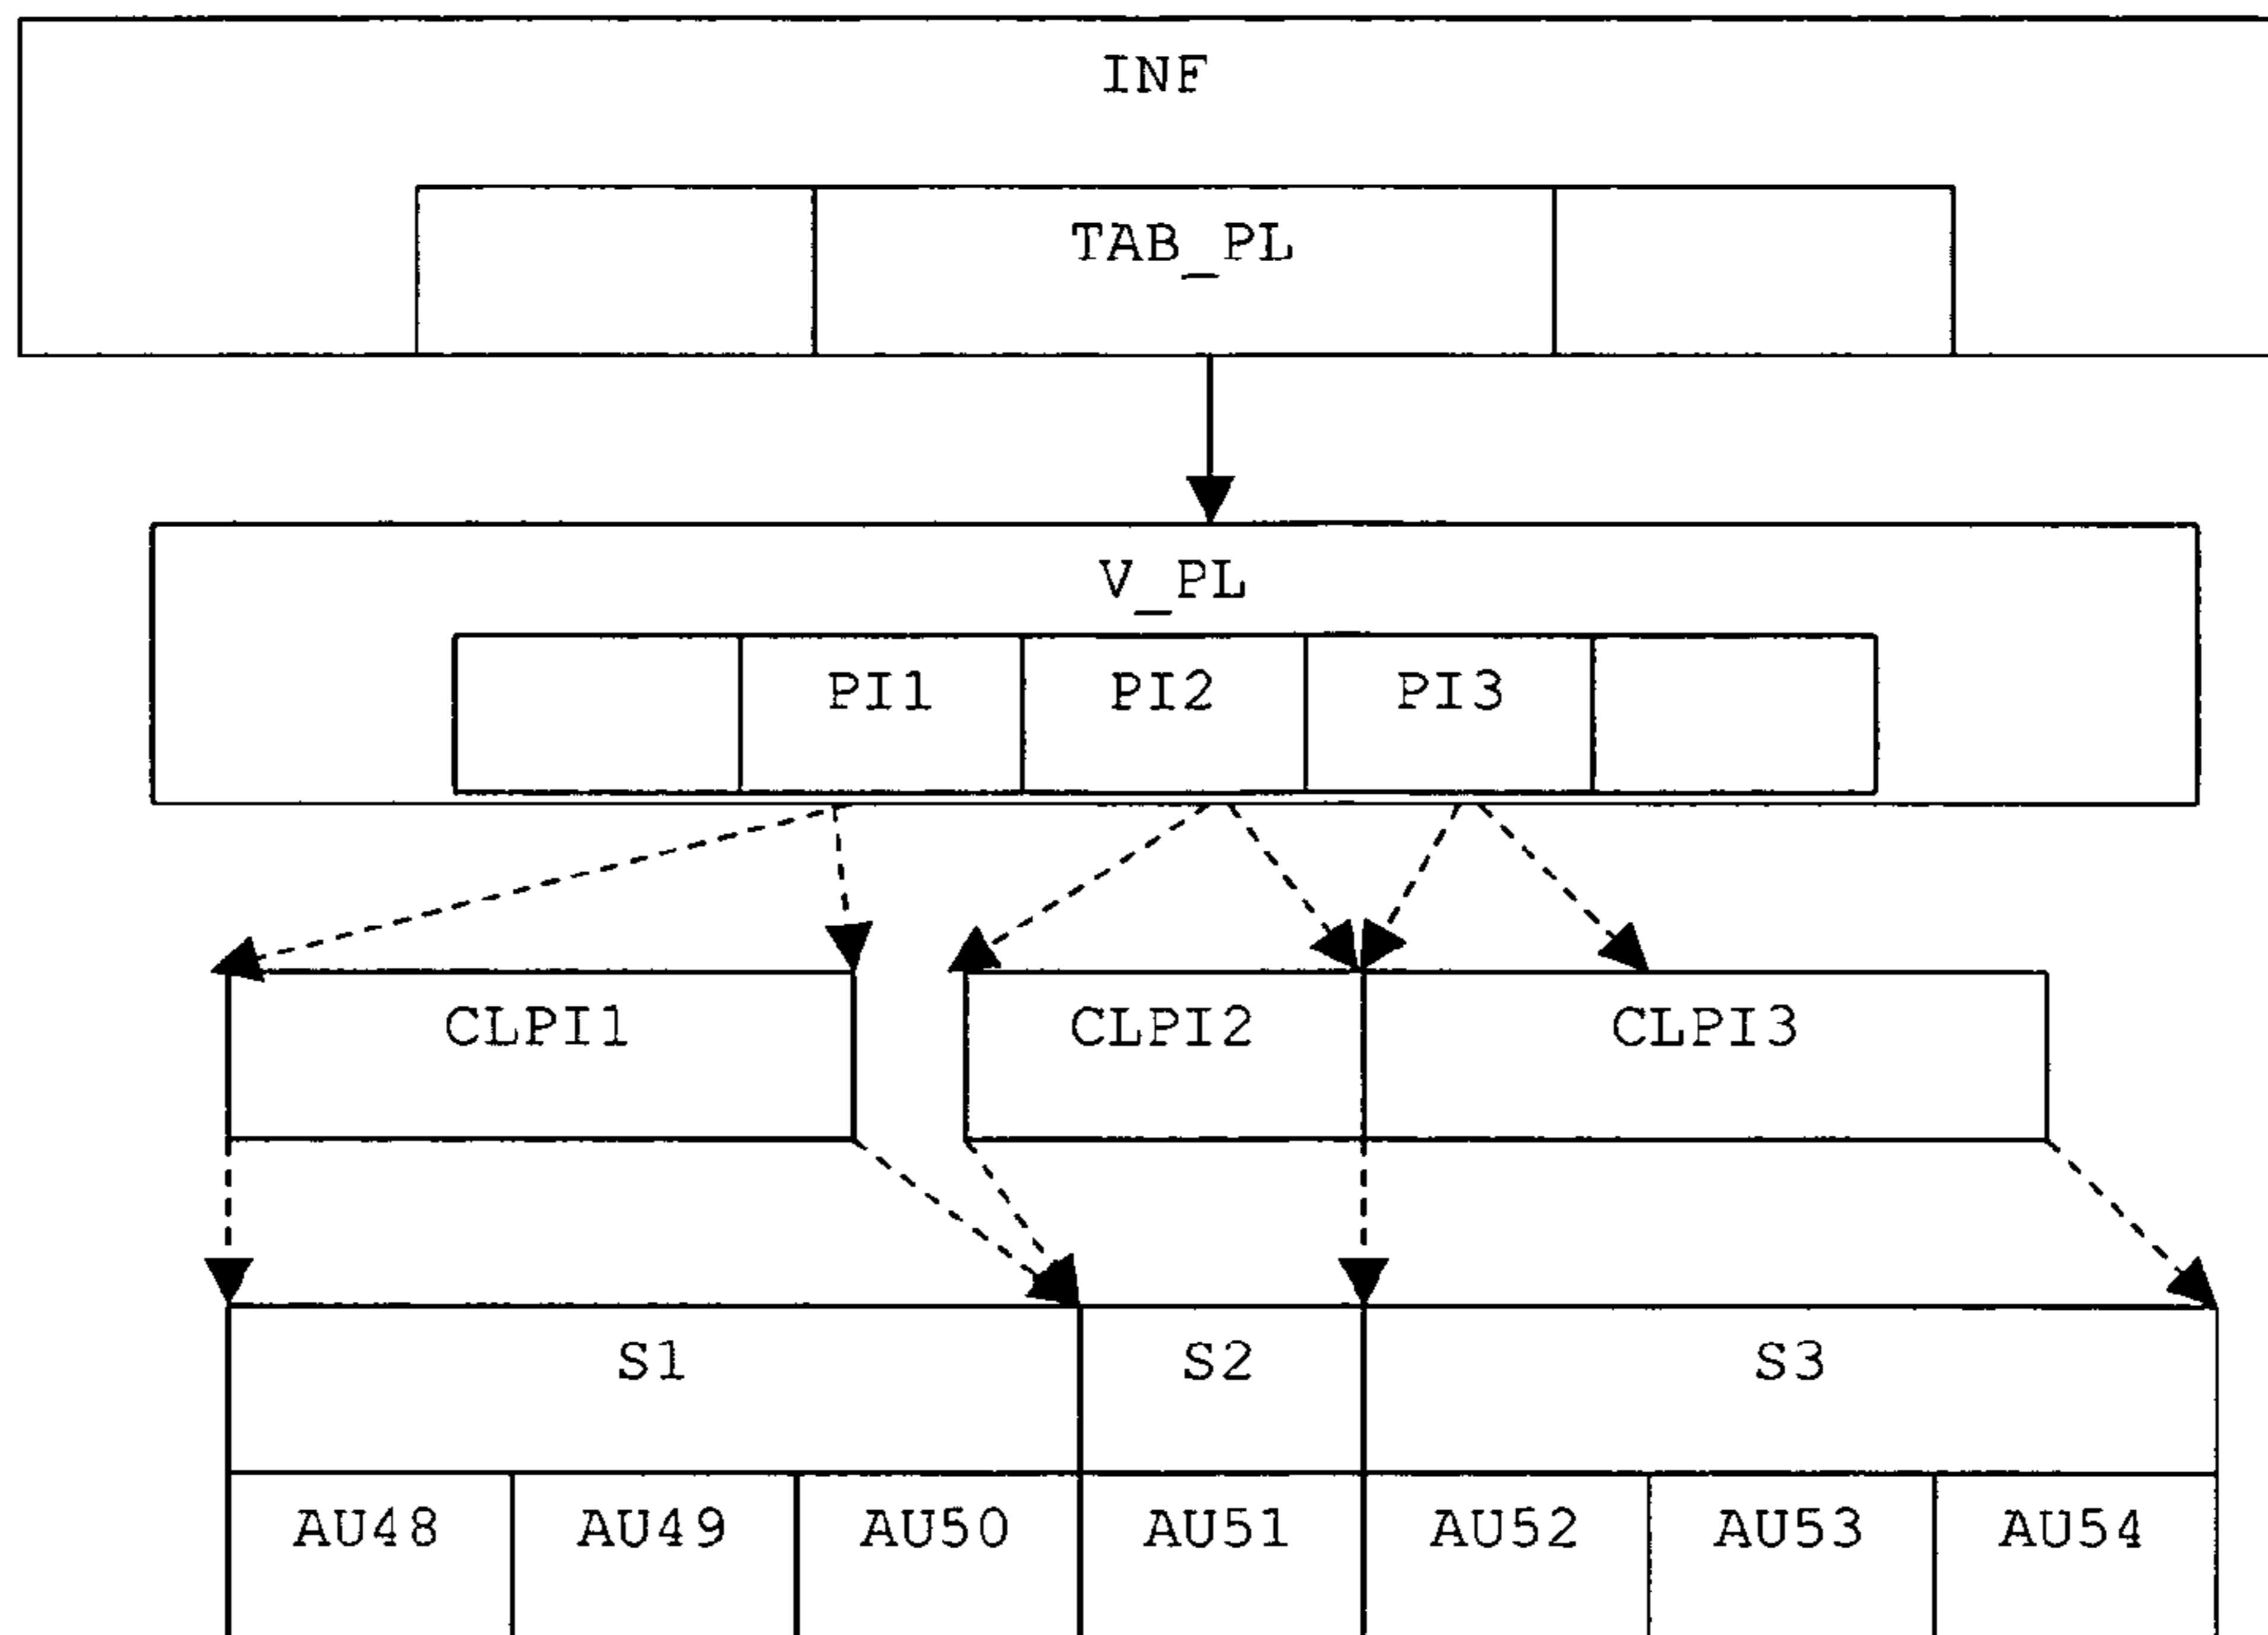 INF
TAB_PL
V_PL
PI1 PI2 PI3
CLPI1 CLPI2 CLPI3
S1 S2 S3
AU48 AU49 AU50 AU51 AU52 AU53 AU54